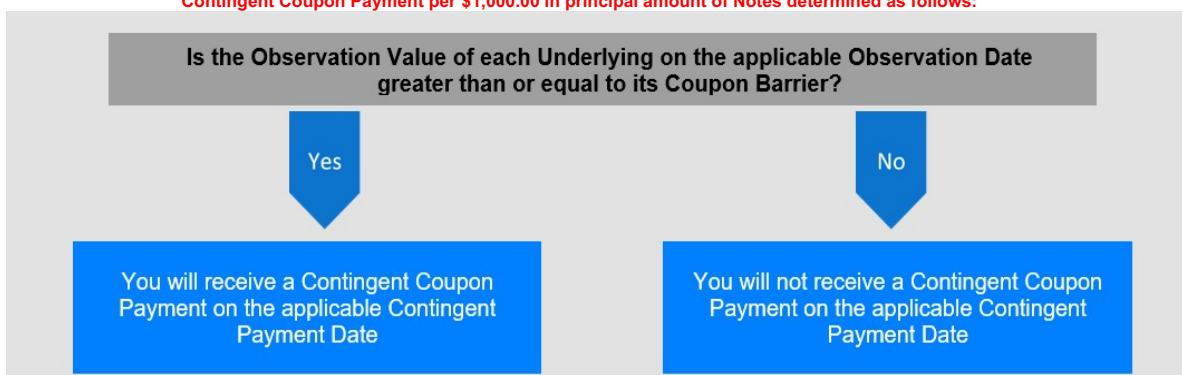 Contingent Coupon Payment per $1,000.00 in principal amount of Notes determined as follows:
Is the Observation Value of each Underlying on the applicable Observation Date
greater than or equal to its Coupon Barrier?
Yes
No
You will receive a Contingent Coupon
Payment on the applicable Contingent
Payment Date
You will not receive a Contingent Coupon
Payment on the applicable Contingent
Payment Date